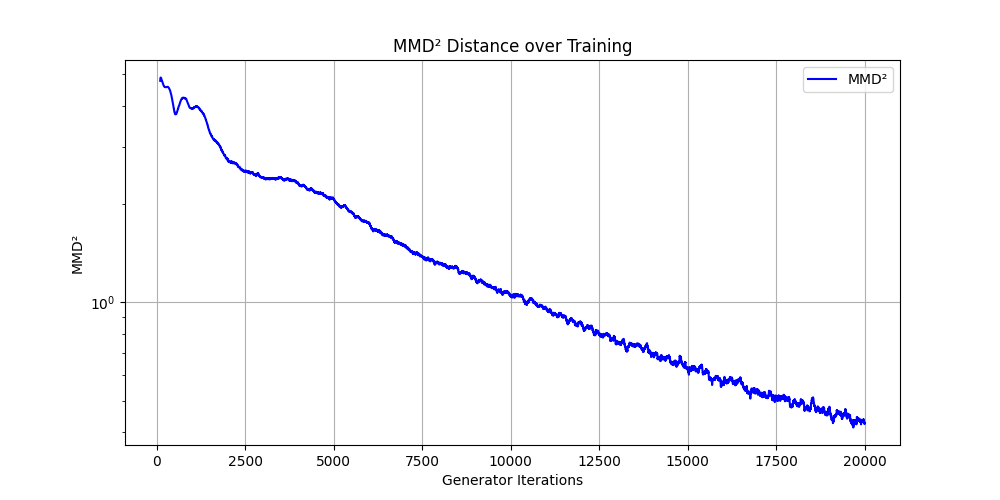 MMD² Distance over Training
MMD²
MMD²
10⁰
0 2500 5000 7500 10000 12500 15000 17500 20000
Generator Iterations